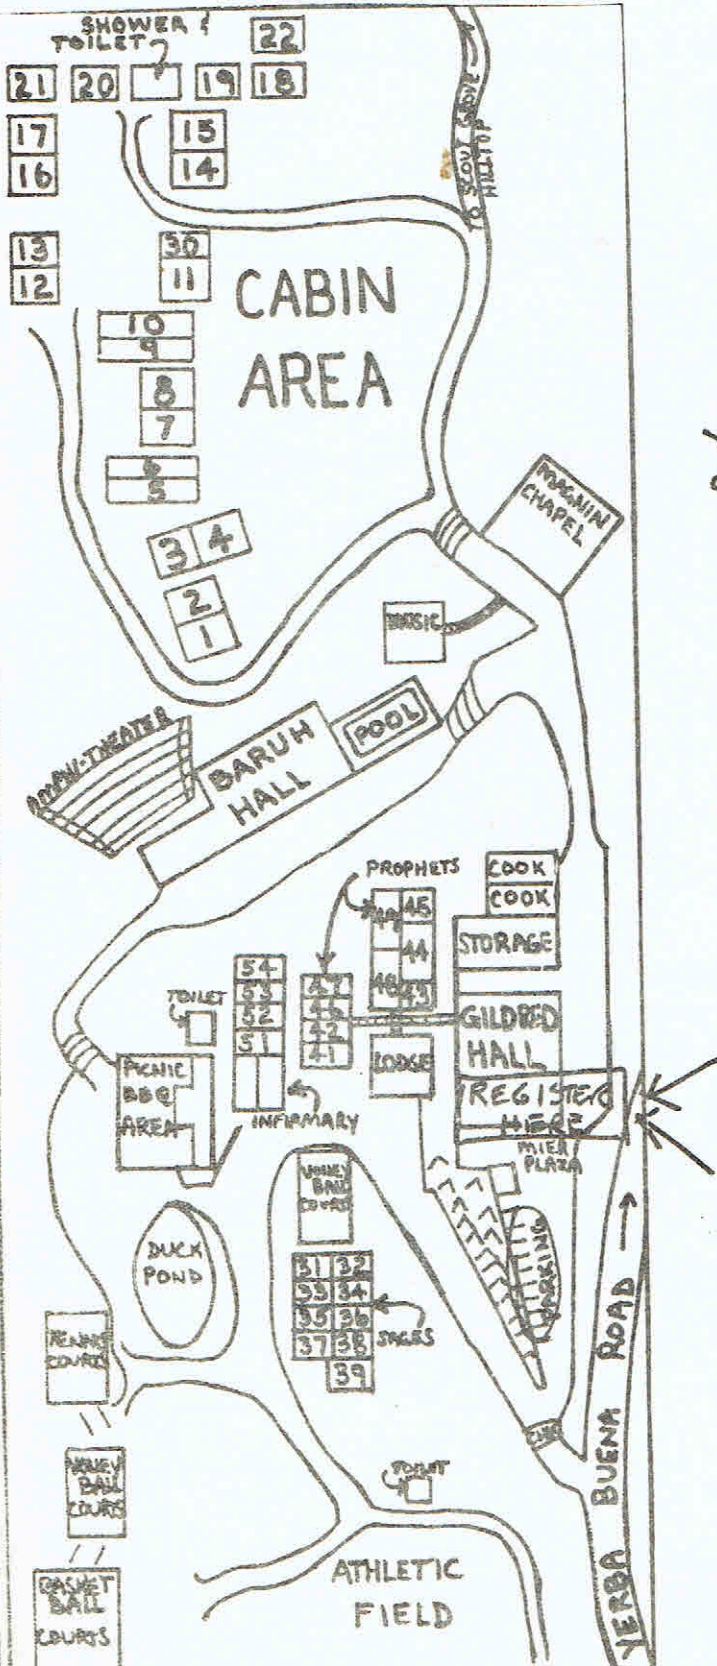 SHOWER &
TOILET
22
21 20 19 18
17 15
16 14
TO SCOUT GROVE
13 30
12 11
CABIN
AREA
10
9
8
7
6
5
3 4
2
1
MAGNIN
CHAPEL
MUSIC
AMPHI-THEATER
BARUH
HALL
POOL
PROPHETS
COOK
COOK
45
44
48 43
STORAGE
54
53
52
51
47
46
42
41
TOILET
LODGE
GILDRED
HALL
PICNIC
BBQ
AREA
INFIRMARY
REGISTER
HERE
MIER
PLAZA
VOLLEY
BALL
COURTS
PARKING
DUCK
POND
31 32
33 34
35 36
37 38
39
SAGES
TENNIS
COURTS
VOLLEY
BALL
COURTS
TOILET
YERBA BUENA ROAD
BASKET
BALL
COURTS
ATHLETIC
FIELD